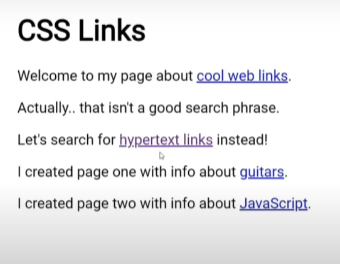 CSS Links
Welcome to my page about cool web links.
Actually.. that isn't a good search phrase.
Let's search for hypertext links instead!
I created page one with info about guitars.
I created page two with info about JavaScript.